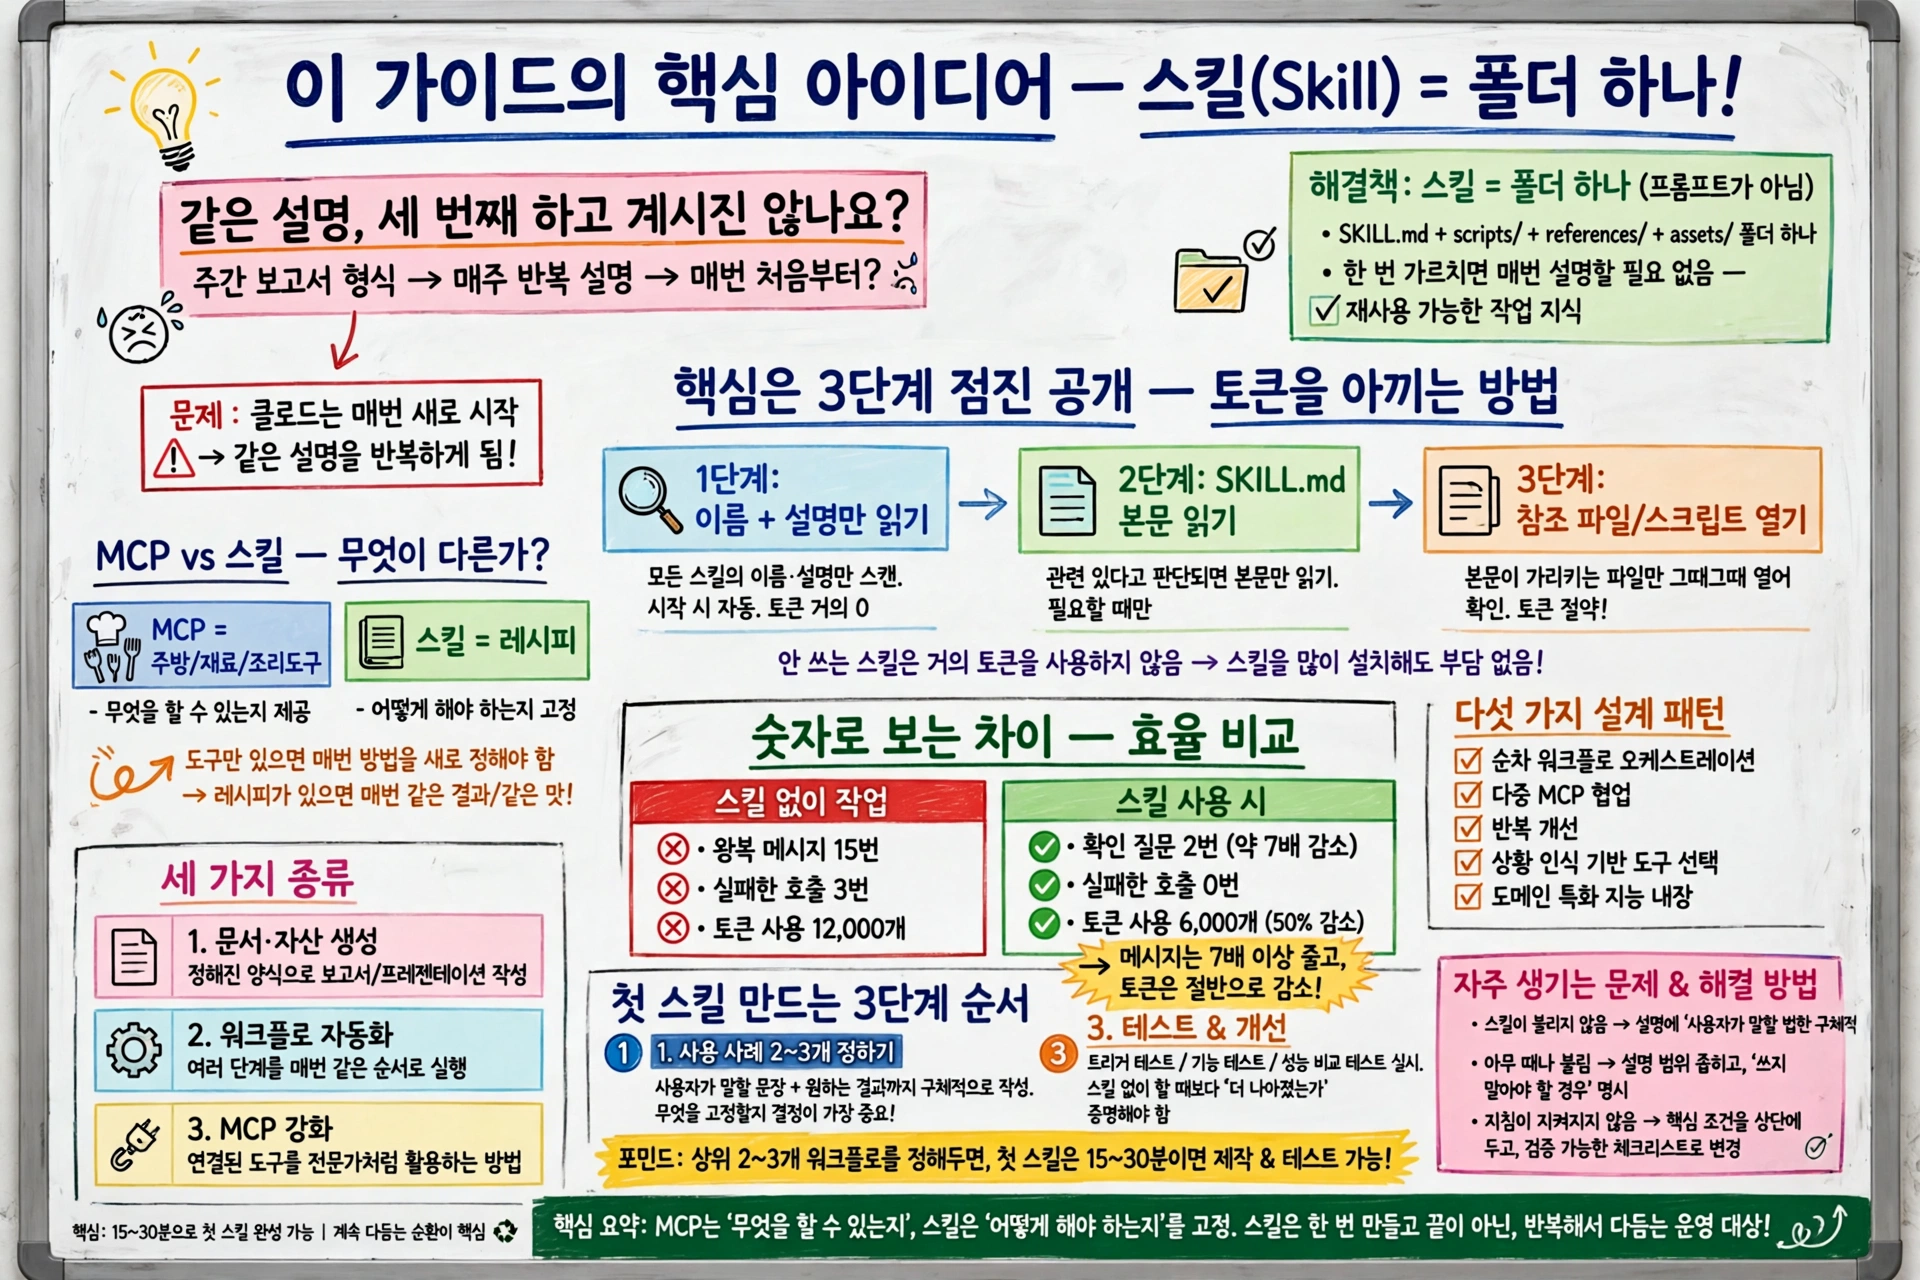 이 가이드의 핵심 아이디어 — 스킬(Skill) = 폴더 하나!
같은 설명, 세 번째 하고 계시진 않나요?
주간 보고서 형식 → 매주 반복 설명 → 매번 처음부터?
해결책: 스킬 = 폴더 하나 (프롬프트가 아님)
• SKILL.md + scripts/ + references/ + assets/ 폴더 하나
• 한 번 가르치면 매번 설명할 필요 없음 —
재사용 가능한 작업 지식
문제 : 클로드는 매번 새로 시작
→ 같은 설명을 반복하게 됨!
핵심은 3단계 점진 공개 — 토큰을 아끼는 방법
1단계:
이름 + 설명만 읽기
모든 스킬의 이름·설명만 스캔.
시작 시 자동. 토큰 거의 0
2단계: SKILL.md
본문 읽기
관련 있다고 판단되면 본문만 읽기.
필요할 때만
3단계:
참조 파일/스크립트 열기
본문이 가리키는 파일만 그때그때 열어
확인. 토큰 절약!
안 쓰는 스킬은 거의 토큰을 사용하지 않음 → 스킬을 많이 설치해도 부담 없음!
MCP vs 스킬 — 무엇이 다른가?
MCP =
주방/재료/조리도구
- 무엇을 할 수 있는지 제공
스킬 = 레시피
- 어떻게 해야 하는지 고정
도구만 있으면 매번 방법을 새로 정해야 함
→ 레시피가 있으면 매번 같은 결과/같은 맛!
세 가지 종류
1. 문서·자산 생성
정해진 양식으로 보고서/프레젠테이션 작성
2. 워크플로 자동화
여러 단계를 매번 같은 순서로 실행
3. MCP 강화
연결된 도구를 전문가처럼 활용하는 방법
숫자로 보는 차이 — 효율 비교
스킬 없이 작업
• 왕복 메시지 15번
• 실패한 호출 3번
• 토큰 사용 12,000개
스킬 사용 시
• 확인 질문 2번 (약 7배 감소)
• 실패한 호출 0번
• 토큰 사용 6,000개 (50% 감소)
→ 메시지는 7배 이상 줄고,
토큰은 절반으로 감소!
다섯 가지 설계 패턴
순차 워크플로 오케스트레이션
다중 MCP 협업
반복 개선
상황 인식 기반 도구 선택
도메인 특화 지능 내장
첫 스킬 만드는 3단계 순서
1 1. 사용 사례 2~3개 정하기
사용자가 말할 문장 + 원하는 결과까지 구체적으로 작성.
무엇을 고정할지 결정이 가장 중요!
3 3. 테스트 & 개선
트리거 테스트 / 기능 테스트 / 성능 비교 테스트 실시.
스킬 없이 할 때보다 '더 나아졌는가'
증명해야 함
포민드: 상위 2~3개 워크플로를 정해두면, 첫 스킬은 15~30분이면 제작 & 테스트 가능!
자주 생기는 문제 & 해결 방법
• 스킬이 불리지 않음 → 설명에 '사용자가 말할 법한 구체적
• 아무 때나 불림 → 설명 범위 좁히고, '쓰지
말아야 할 경우' 명시
• 지침이 지켜지지 않음 → 핵심 조건을 상단에
두고, 검증 가능한 체크리스트로 변경
핵심: 15~30분으로 첫 스킬 완성 가능 | 계속 다듬는 순환이 핵심
핵심 요약: MCP는 '무엇을 할 수 있는지', 스킬은 '어떻게 해야 하는지'를 고정. 스킬은 한 번 만들고 끝이 아닌, 반복해서 다듬는 운영 대상!